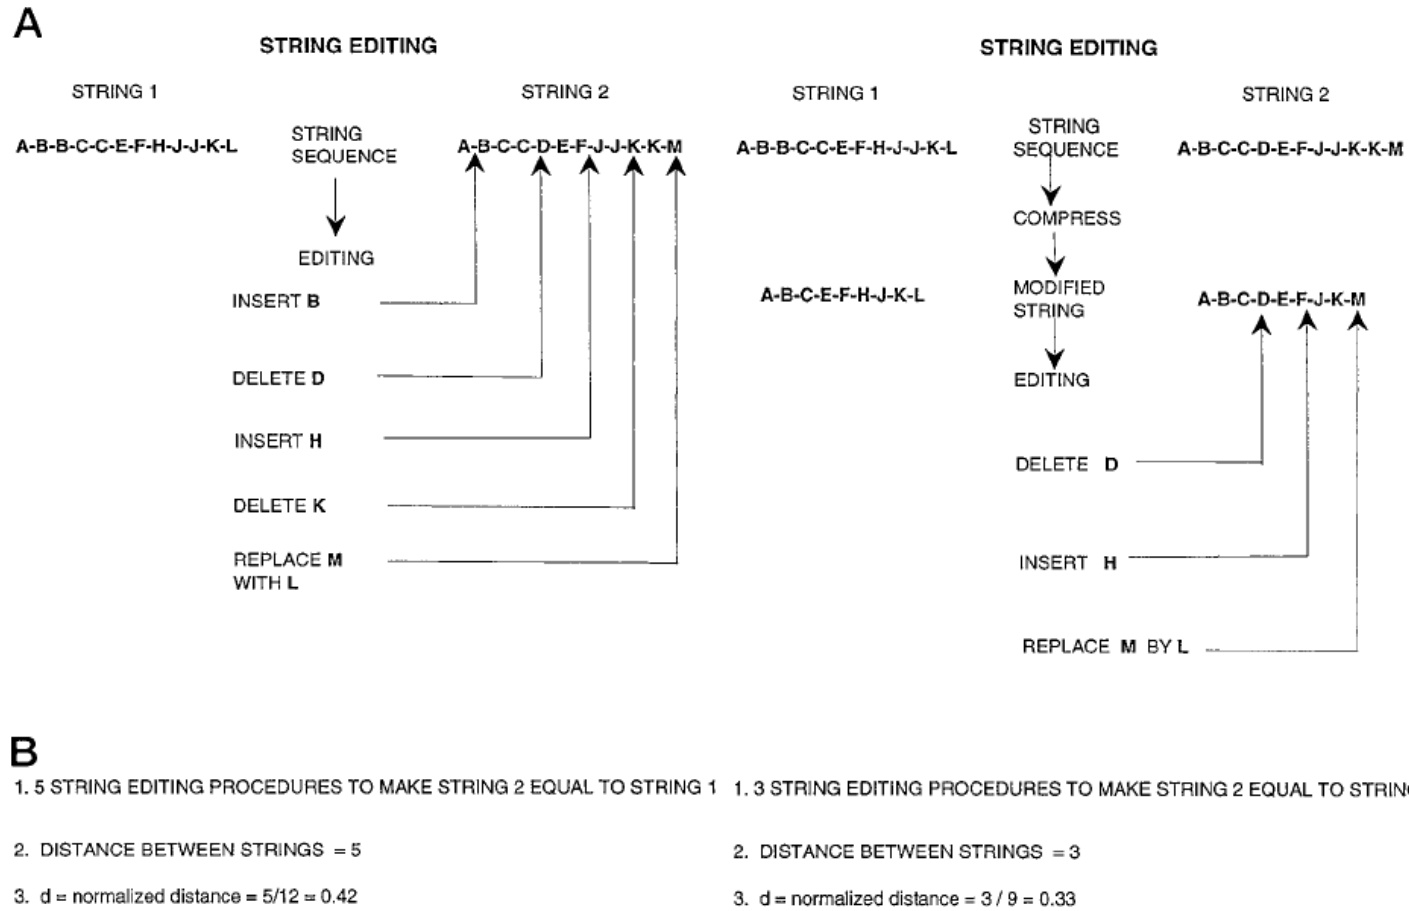 A
STRING EDITING
STRING 1
STRING 2
A-B-B-C-C-E-F-H-J-J-K-L
STRING
SEQUENCE
A-B-C-C-D-E-F-J-J-K-K-M
EDITING
INSERT B
DELETE D
INSERT H
DELETE K
REPLACE M
WITH L
STRING EDITING
STRING 1
STRING 2
A-B-B-C-C-E-F-H-J-J-K-L
STRING
SEQUENCE
A-B-C-C-D-E-F-J-J-K-K-M
COMPRESS
A-B-C-E-F-H-J-K-L
MODIFIED
STRING
A-B-C-D-E-F-J-K-M
EDITING
DELETE D
INSERT H
REPLACE M BY L
B
1. 5 STRING EDITING PROCEDURES TO MAKE STRING 2 EQUAL TO STRING 1
2. DISTANCE BETWEEN STRINGS = 5
3. d = normalized distance = 5/12 = 0.42
1. 3 STRING EDITING PROCEDURES TO MAKE STRING 2 EQUAL TO
2. DISTANCE BETWEEN STRINGS = 3
3. d = normalized distance = 3 / 9 = 0.33